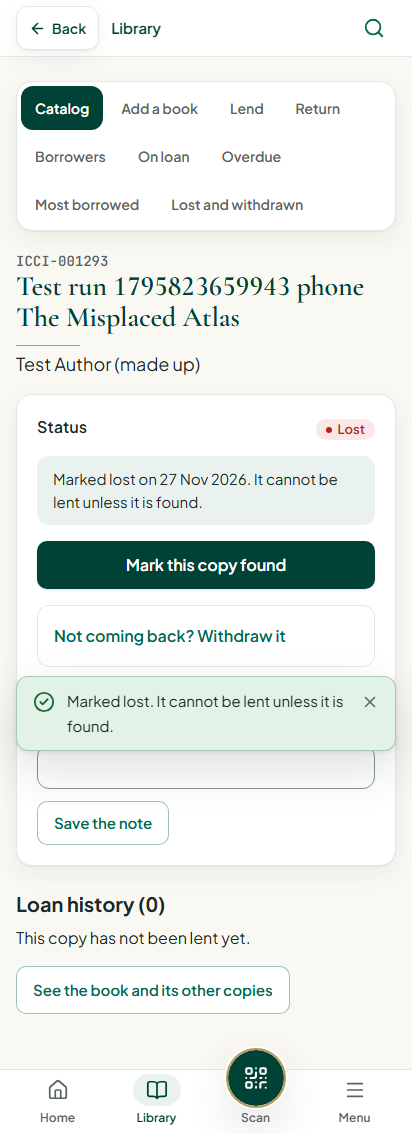 Back
Library
Catalog
Add a book
Lend
Return
Borrowers
On loan
Overdue
Most borrowed
Lost and withdrawn
ICCI-001293
Test run 1795823659943 phone
The Misplaced Atlas
Test Author (made up)
Status
Lost
Marked lost on 27 Nov 2026. It cannot be
lent unless it is found.
Mark this copy found
Not coming back? Withdraw it
Marked lost. It cannot be lent unless it is
found.
Save the note
Loan history (0)
This copy has not been lent yet.
See the book and its other copies
Home
Library
Scan
Menu